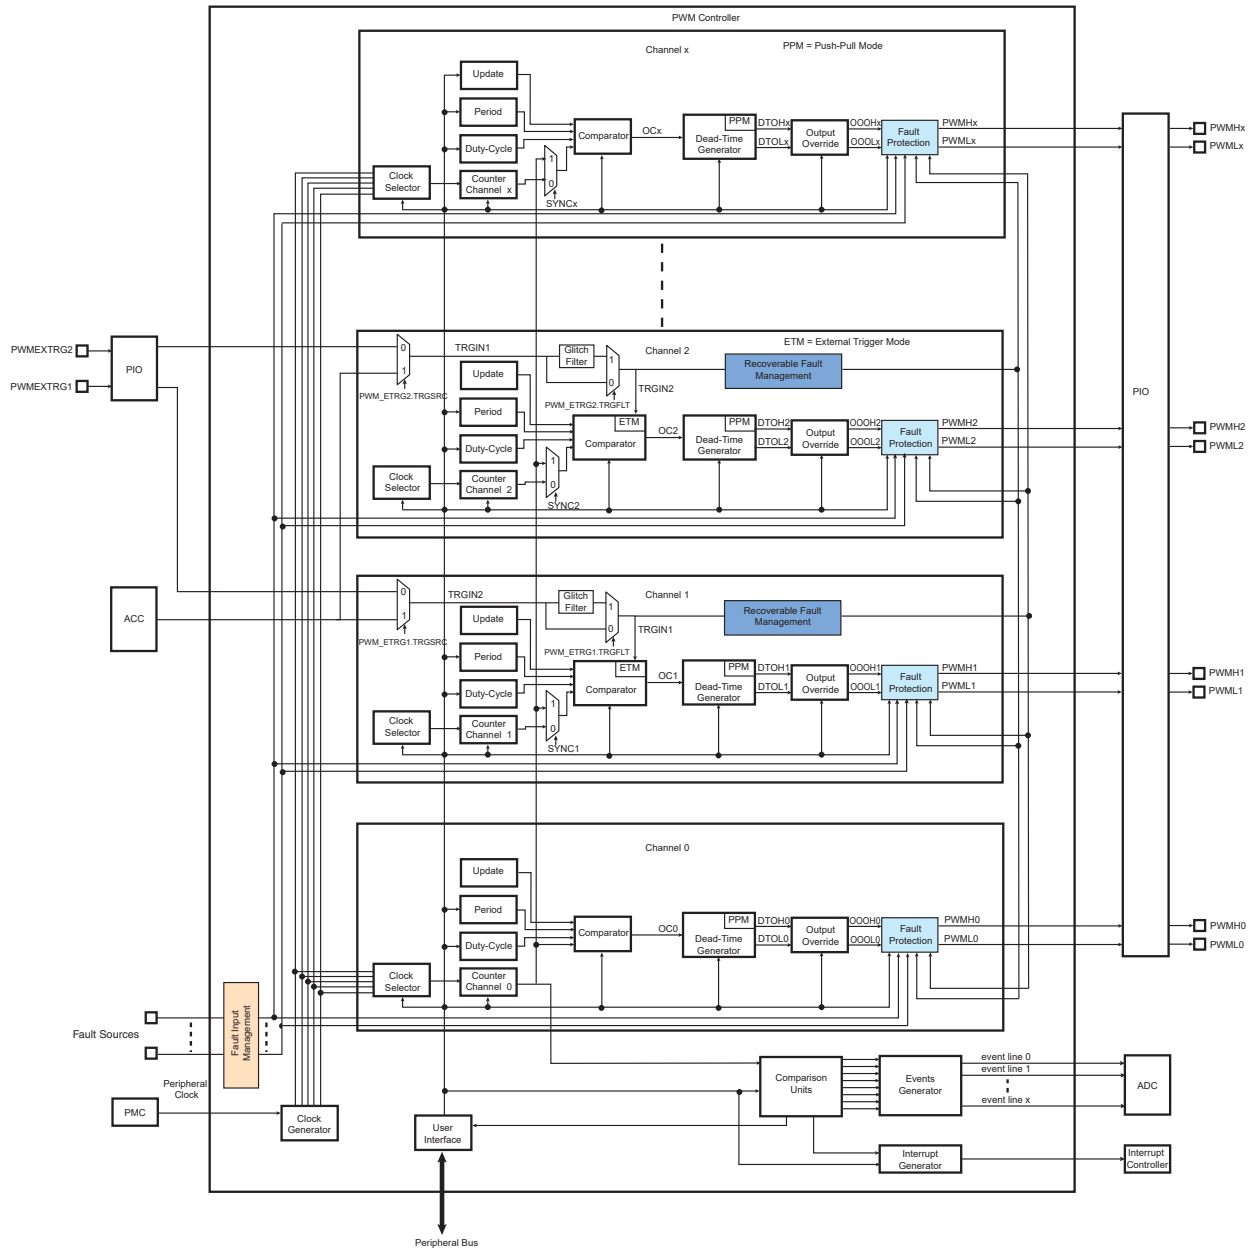 PWM Controller
Channel x
PPM = Push-Pull Mode
Update
Period
Comparator
OCx
PPM
Dead-Time
Generator
DTOHx
DTOLx
Output
Override
OOOHx
OOOLx
Fault
Protection
PWMHx
PWMLx
PWMHx
PWMLx
Duty-Cycle
Clock
Selector
Counter
Channel x
1
0
SYNCx
PWMEXTRG2
PWMEXTRG1
PIO
0
1
TRGIN1
PWM_ETRG2.TRGSRC
Glitch
Filter
1
0
PWM_ETRG2.TRGFLT
Channel 2
ETM = External Trigger Mode
Recoverable Fault
Management
TRGIN2
PIO
Update
Period
ETM
Comparator
OC2
PPM
Dead-Time
Generator
DTOH2
DTOL2
Output
Override
OOOH2
OOOL2
Fault
Protection
PWMH2
PWML2
PWMH2
PWML2
Duty-Cycle
Clock
Selector
Counter
Channel 2
1
0
SYNC2
ACC
0
1
TRGIN2
PWM_ETRG1.TRGSRC
Glitch
Filter
1
0
PWM_ETRG1.TRGFLT
Channel 1
Recoverable Fault
Management
TRGIN1
Update
Period
ETM
Comparator
OC1
PPM
Dead-Time
Generator
DTOH1
DTOL1
Output
Override
OOOH1
OOOL1
Fault
Protection
PWMH1
PWML1
PWMH1
PWML1
Duty-Cycle
Clock
Selector
Counter
Channel 1
1
0
SYNC1
Channel 0
Update
Period
Comparator
OC0
PPM
Dead-Time
Generator
DTOH0
DTOL0
Output
Override
OOOH0
OOOL0
Fault
Protection
PWMH0
PWML0
PWMH0
PWML0
Duty-Cycle
Clock
Selector
Counter
Channel 0
Fault Sources
Fault Input
Management
Peripheral
Clock
PMC
Clock
Generator
User
Interface
Comparison
Units
Events
Generator
event line 0
event line 1
event line x
ADC
Interrupt
Generator
Interrupt
Controller
Peripheral Bus